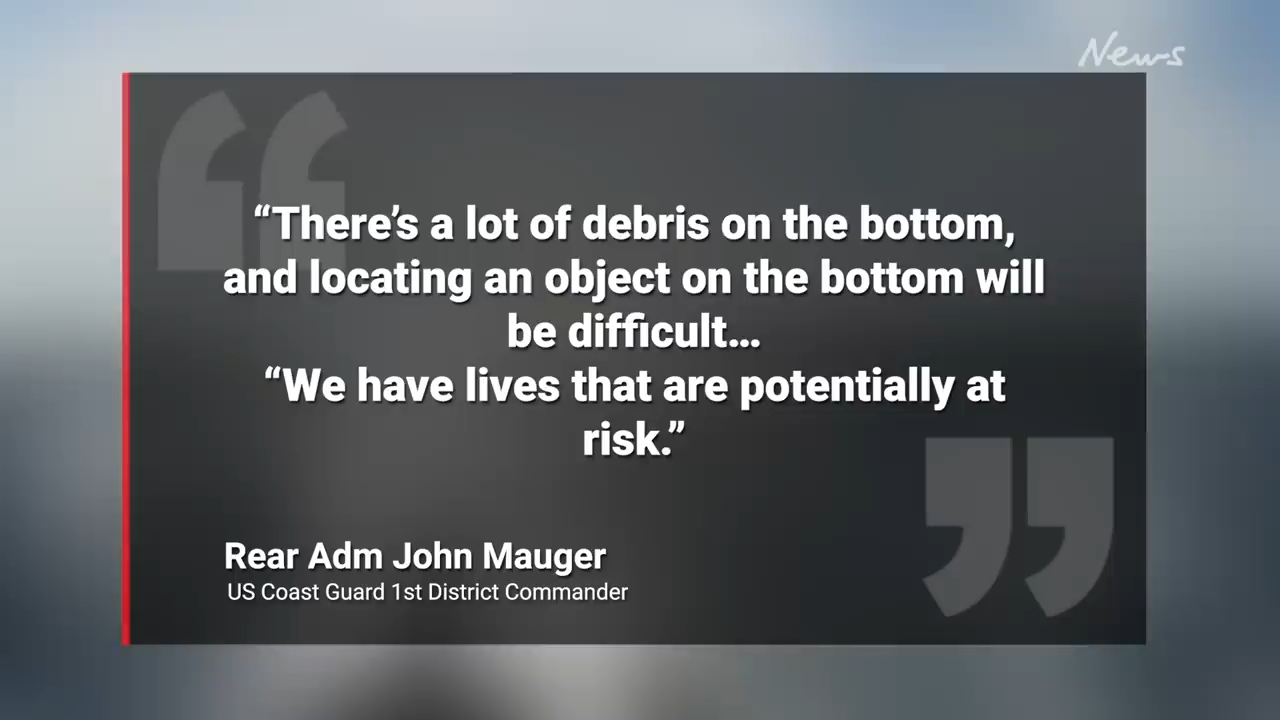 News
“There’s a lot of debris on the bottom,
and locating an object on the bottom will
be difficult...
“We have lives that are potentially at
risk.”
Rear Adm John Mauger
US Coast Guard 1st District Commander